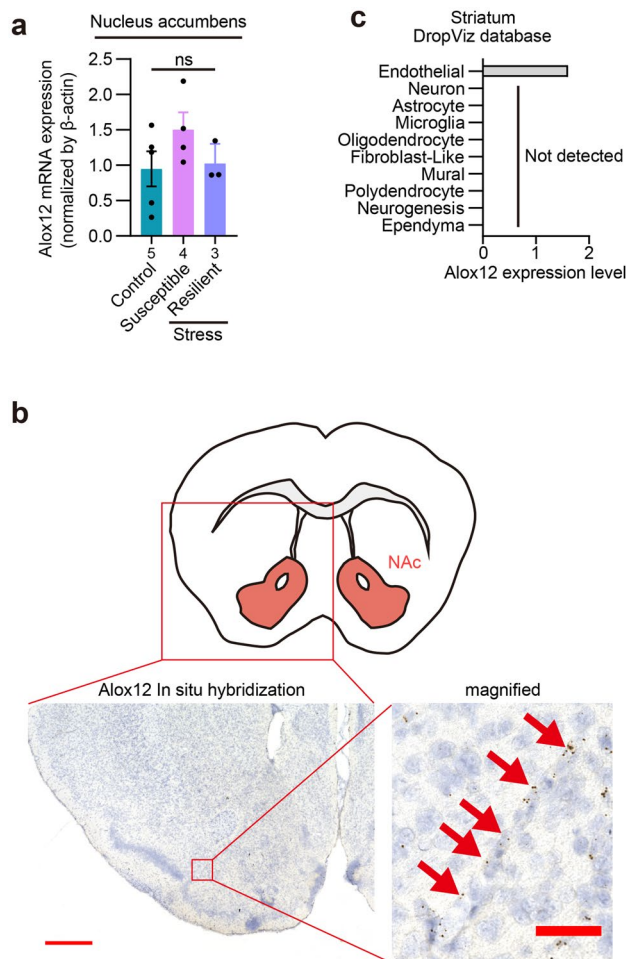 a
Nucleus accumbens
ns
Alox12 mRNA expression
(normalized by β-actin)
2.5
2.0
1.5
1.0
0.5
0.0
5
4
3
Control
Susceptible
Resilient
Stress
c
Striatum
DropViz database
Endothelial
Neuron
Astrocyte
Microglia
Oligodendrocyte
Fibroblast-Like
Mural
Polydendrocyte
Neurogenesis
Ependyma
Not detected
0
1
2
Alox12 expression level
b
NAc
Alox12 In situ hybridization
magnified